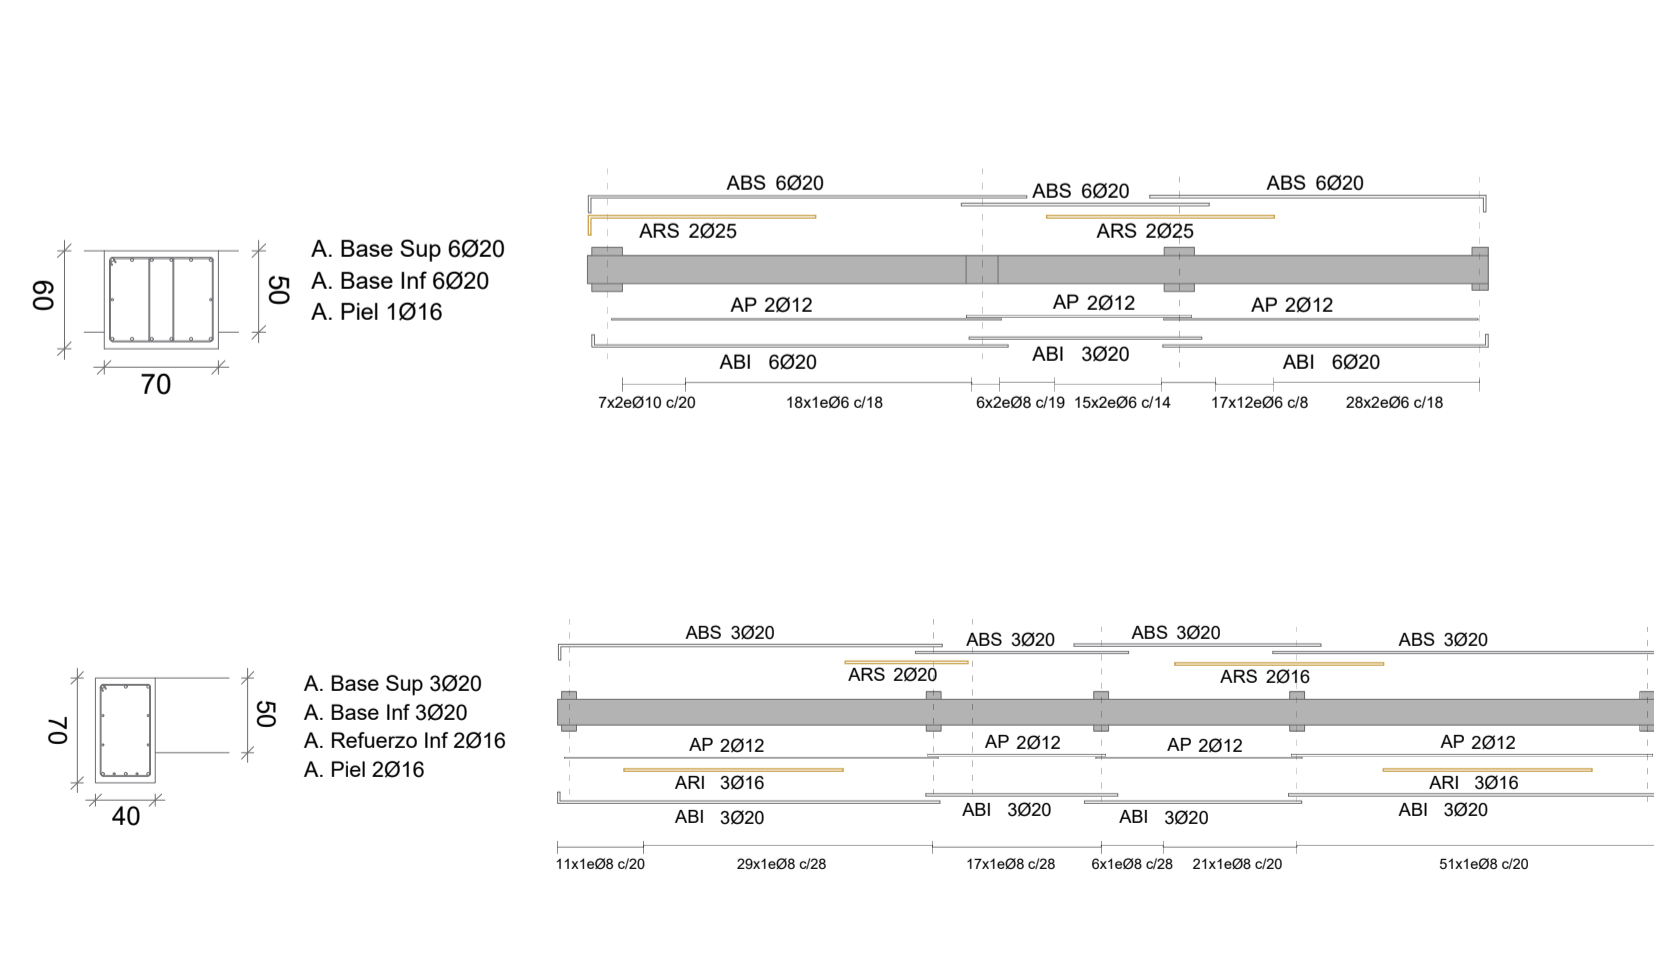 ABS 6Ø20
ABS 6Ø20
ABS 6Ø20
ARS 2Ø25
ARS 2Ø25
A. Base Sup 6Ø20
A. Base Inf 6Ø20
A. Piel 1Ø16
60
50
70
AP 2Ø12
AP 2Ø12
AP 2Ø12
ABI 6Ø20
ABI 3Ø20
ABI 6Ø20
7x2eØ10 c/20
18x1eØ6 c/18
6x2eØ8 c/19
15x2eØ6 c/14
17x12eØ6 c/8
28x2eØ6 c/18
ABS 3Ø20
ABS 3Ø20
ABS 3Ø20
ABS 3Ø20
ARS 2Ø20
ARS 2Ø16
A. Base Sup 3Ø20
A. Base Inf 3Ø20
A. Refuerzo Inf 2Ø16
A. Piel 2Ø16
70
50
40
AP 2Ø12
AP 2Ø12
AP 2Ø12
AP 2Ø12
ARI 3Ø16
ARI 3Ø16
ABI 3Ø20
ABI 3Ø20
ABI 3Ø20
ABI 3Ø20
11x1eØ8 c/20
29x1eØ8 c/28
17x1eØ8 c/28
6x1eØ8 c/28
21x1eØ8 c/20
51x1eØ8 c/20